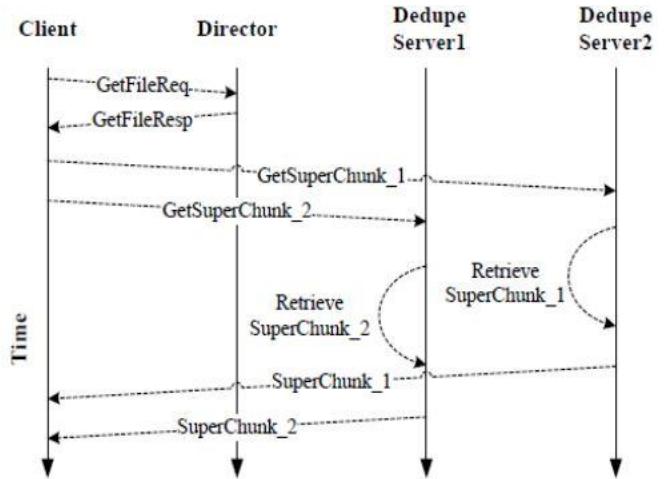 Client
Director
Dedupe
Server1
Dedupe
Server2
GetFileReq
GetFileResp
GetSuperChunk_1
GetSuperChunk_2
Retrieve
SuperChunk_1
Retrieve
SuperChunk_2
Time
SuperChunk_1
SuperChunk_2